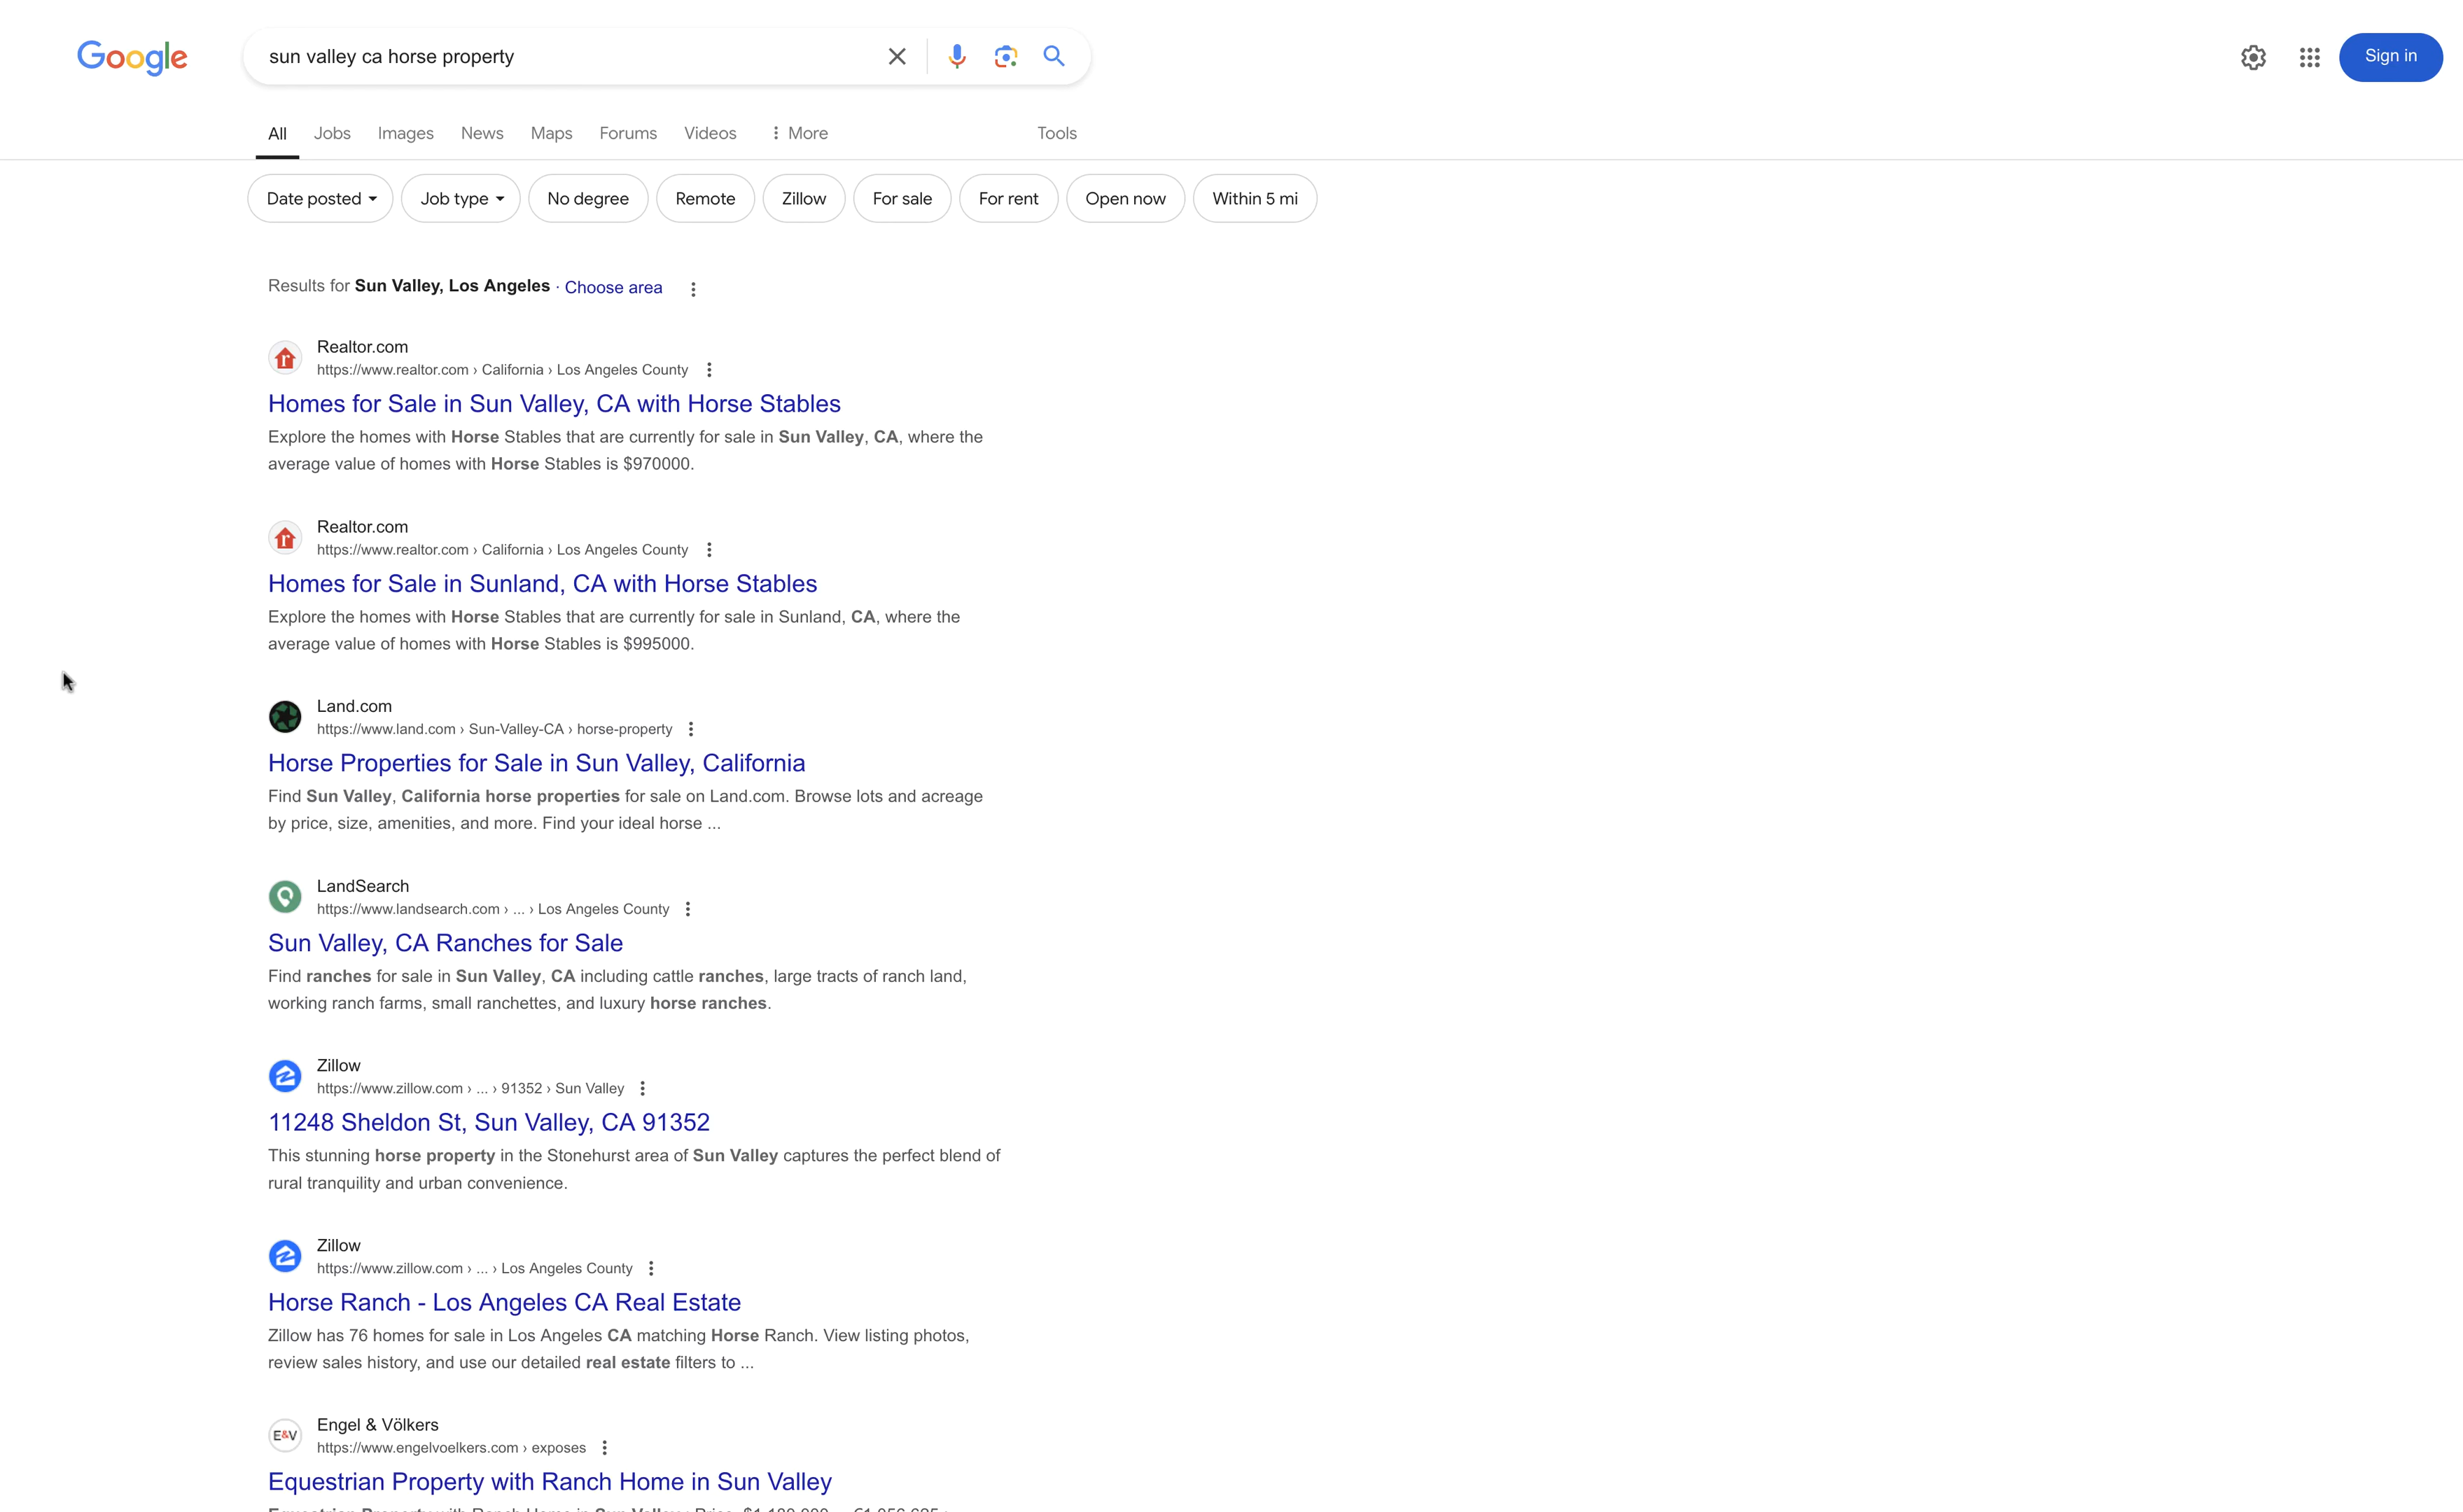 Google
sun valley ca horse property
Sign in
All Jobs Images News Maps Forums Videos More Tools
Date posted Job type No degree Remote Zillow For sale For rent Open now Within 5 mi
Results for Sun Valley, Los Angeles · Choose area
r
Realtor.com
https://www.realtor.com › California › Los Angeles County
Homes for Sale in Sun Valley, CA with Horse Stables
Explore the homes with Horse Stables that are currently for sale in Sun Valley, CA, where the
average value of homes with Horse Stables is $970000.
r
Realtor.com
https://www.realtor.com › California › Los Angeles County
Homes for Sale in Sunland, CA with Horse Stables
Explore the homes with Horse Stables that are currently for sale in Sunland, CA, where the
average value of homes with Horse Stables is $995000.
Land.com
https://www.land.com › Sun-Valley-CA › horse-property
Horse Properties for Sale in Sun Valley, California
Find Sun Valley, California horse properties for sale on Land.com. Browse lots and acreage
by price, size, amenities, and more. Find your ideal horse ...
LandSearch
https://www.landsearch.com › ... › Los Angeles County
Sun Valley, CA Ranches for Sale
Find ranches for sale in Sun Valley, CA including cattle ranches, large tracts of ranch land,
working ranch farms, small ranchettes, and luxury horse ranches.
Zillow
https://www.zillow.com › ... › 91352 › Sun Valley
11248 Sheldon St, Sun Valley, CA 91352
This stunning horse property in the Stonehurst area of Sun Valley captures the perfect blend of
rural tranquility and urban convenience.
Zillow
https://www.zillow.com › ... › Los Angeles County
Horse Ranch - Los Angeles CA Real Estate
Zillow has 76 homes for sale in Los Angeles CA matching Horse Ranch. View listing photos,
review sales history, and use our detailed real estate filters to ...
E&V
Engel & Völkers
https://www.engelvoelkers.com › exposes
Equestrian Property with Ranch Home in Sun Valley
Equestrian Property with Ranch Home in Sun Valley